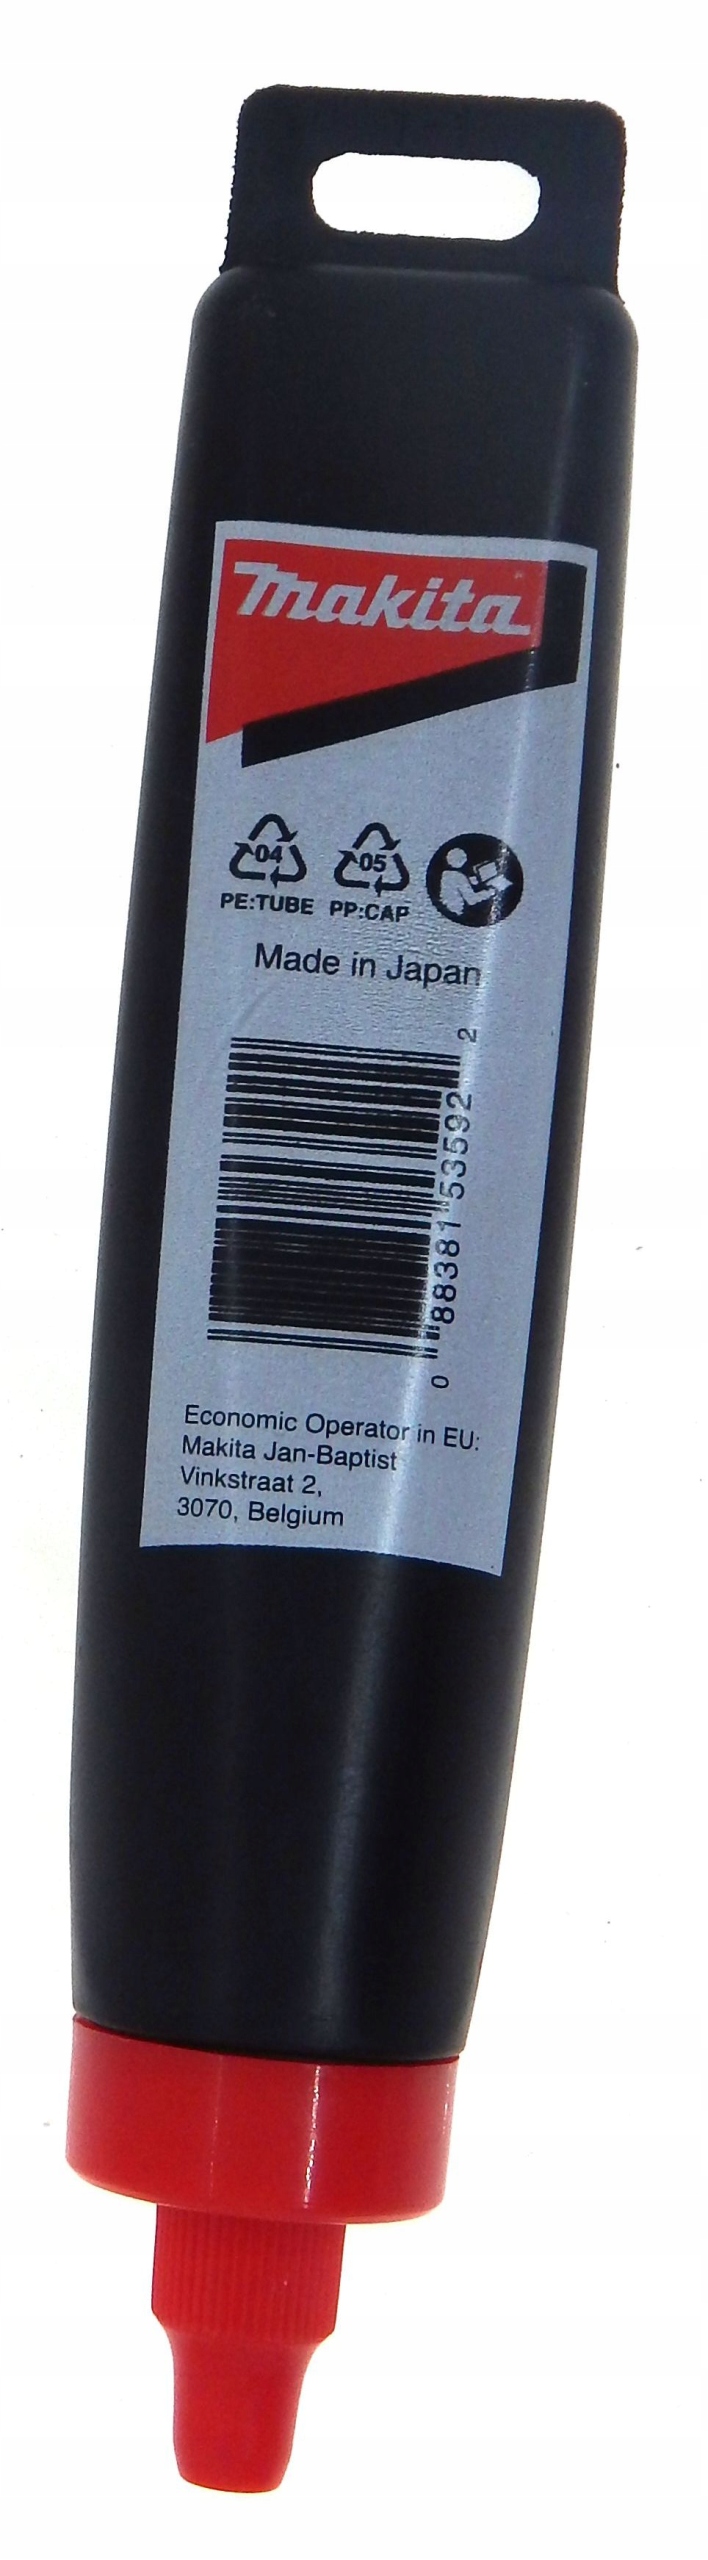 makita
04 05
PE:TUBE PP:CAP
Made in Japan
0 88381 53592 2
Economic Operator in EU:
Makita Jan-Baptist
Vinkstraat 2,
3070, Belgium